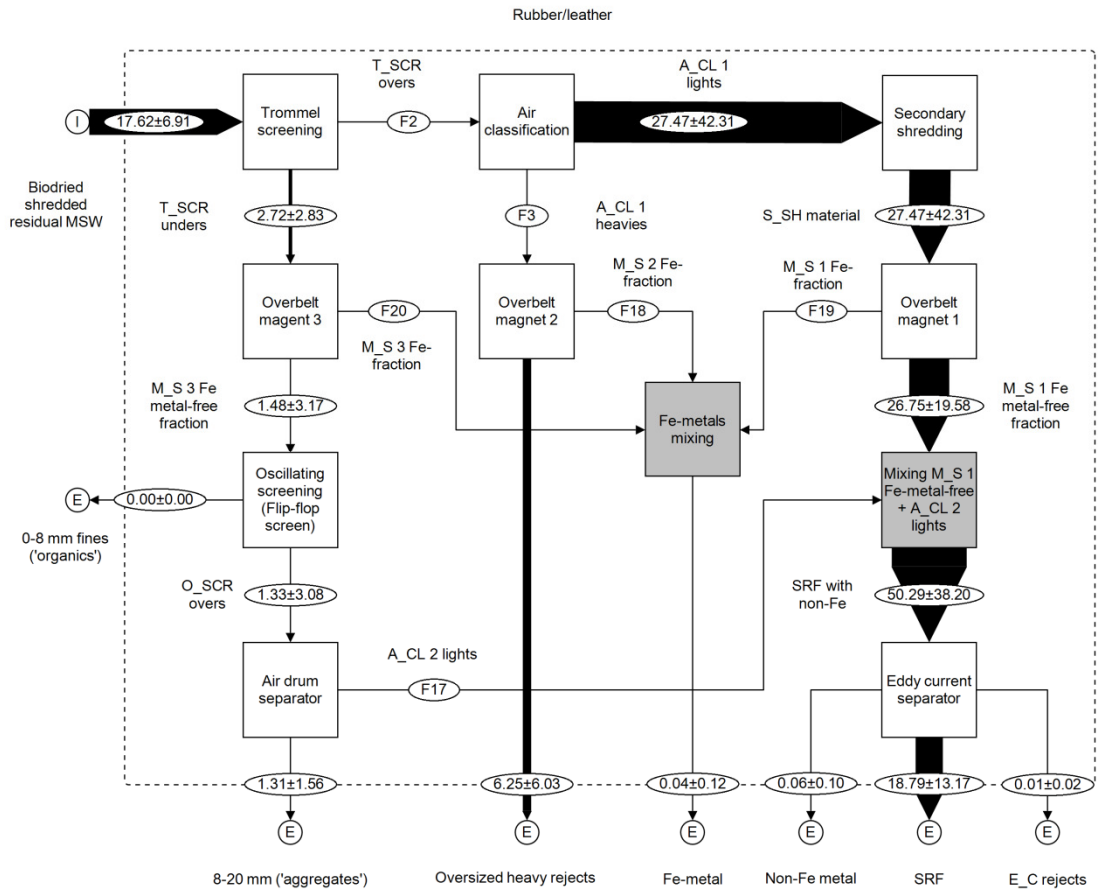 Rubber/leather
T_SCR
overs
A_CL 1
lights
I
17.62±6.91
Trommel
screening
F2
Air
classification
27.47±42.31
Secondary
shredding
Biodried
shredded
residual MSW
T_SCR
unders
2.72±2.83
F3
A_CL 1
heavies
S_SH material
27.47±42.31
Overbelt
magent 3
F20
M_S 3 Fe-
fraction
Overbelt
magnet 2
M_S 2 Fe-
fraction
F18
M_S 1 Fe-
fraction
F19
Overbelt
magnet 1
M_S 3 Fe
metal-free
fraction
1.48±3.17
Fe-metals
mixing
26.75±19.58
M_S 1 Fe
metal-free
fraction
E
0.00±0.00
Oscillating
screening
(Flip-flop
screen)
Mixing M_S 1
Fe-metal-free
+ A_CL 2
lights
0-8 mm fines
('organics')
O_SCR
overs
1.33±3.08
SRF with
non-Fe
50.29±38.20
Air drum
separator
A_CL 2 lights
F17
Eddy current
separator
1.31±1.56
6.25±6.03
0.04±0.12
0.06±0.10
18.79±13.17
0.01±0.02
E
E
E
E
E
E
8-20 mm ('aggregates')
Oversized heavy rejects
Fe-metal
Non-Fe metal
SRF
E_C rejects